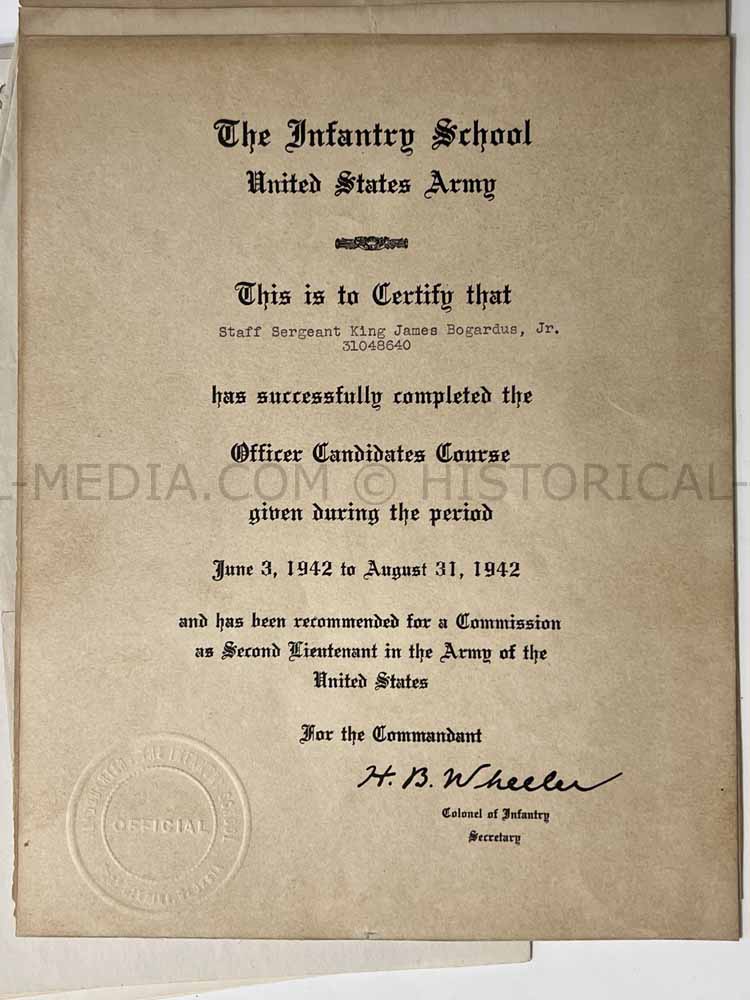 The Infantry School
United States Army
This is to Certify that
Staff Sergeant King James Bogardus, Jr.
31048640
has successfully completed the
Officer Candidates Course
L-MEDIA.COM © HISTORICAL-
given during the period
June 3, 1942 to August 31, 1942
and has been recommended for a Commission
as Second Lieutenant in the Army of the
United States
For the Commandant
H. B. Wheeler
Colonel of Infantry
Secretary
OFFICIAL